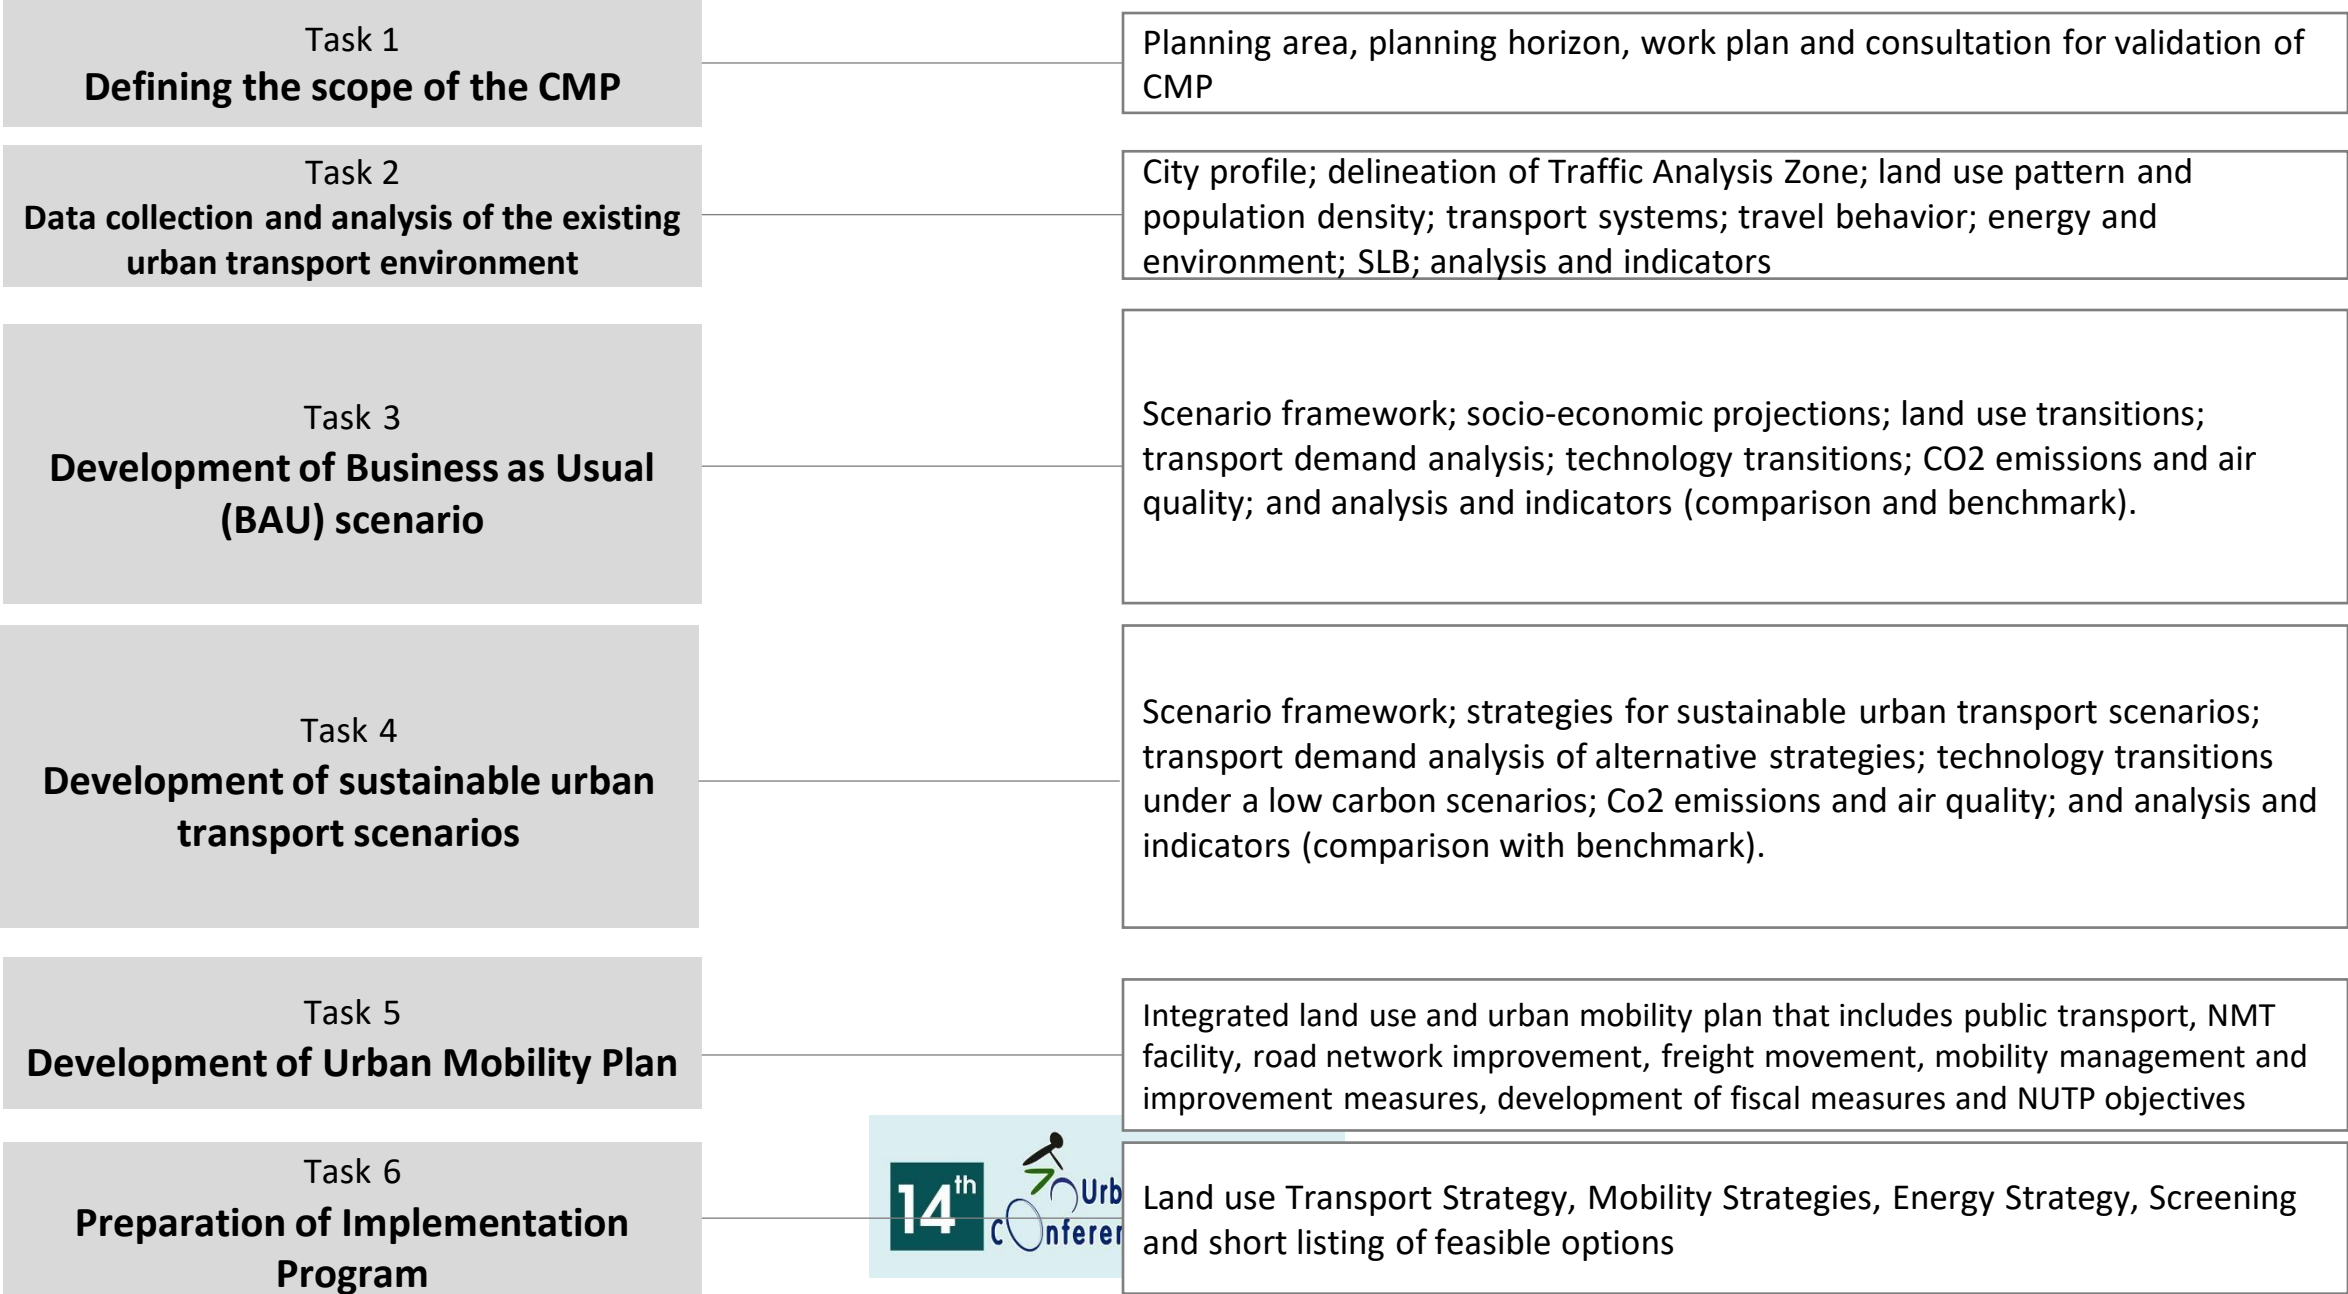 Task 1
Defining the scope of the CMP
Planning area, planning horizon, work plan and consultation for validation of
CMP
Task 2
Data collection and analysis of the existing
urban transport environment
City profile; delineation of Traffic Analysis Zone; land use pattern and
population density; transport systems; travel behavior; energy and
environment; SLB; analysis and indicators
Task 3
Development of Business as Usual
(BAU) scenario
Scenario framework; socio-economic projections; land use transitions;
transport demand analysis; technology transitions; CO2 emissions and air
quality; and analysis and indicators (comparison and benchmark).
Task 4
Development of sustainable urban
transport scenarios
Scenario framework; strategies for sustainable urban transport scenarios;
transport demand analysis of alternative strategies; technology transitions
under a low carbon scenarios; Co2 emissions and air quality; and analysis and
indicators (comparison with benchmark).
Task 5
Development of Urban Mobility Plan
Integrated land use and urban mobility plan that includes public transport, NMT
facility, road network improvement, freight movement, mobility management and
improvement measures, development of fiscal measures and NUTP objectives
Task 6
Preparation of Implementation
Program
14th
Land use Transport Strategy, Mobility Strategies, Energy Strategy, Screening
and short listing of feasible options